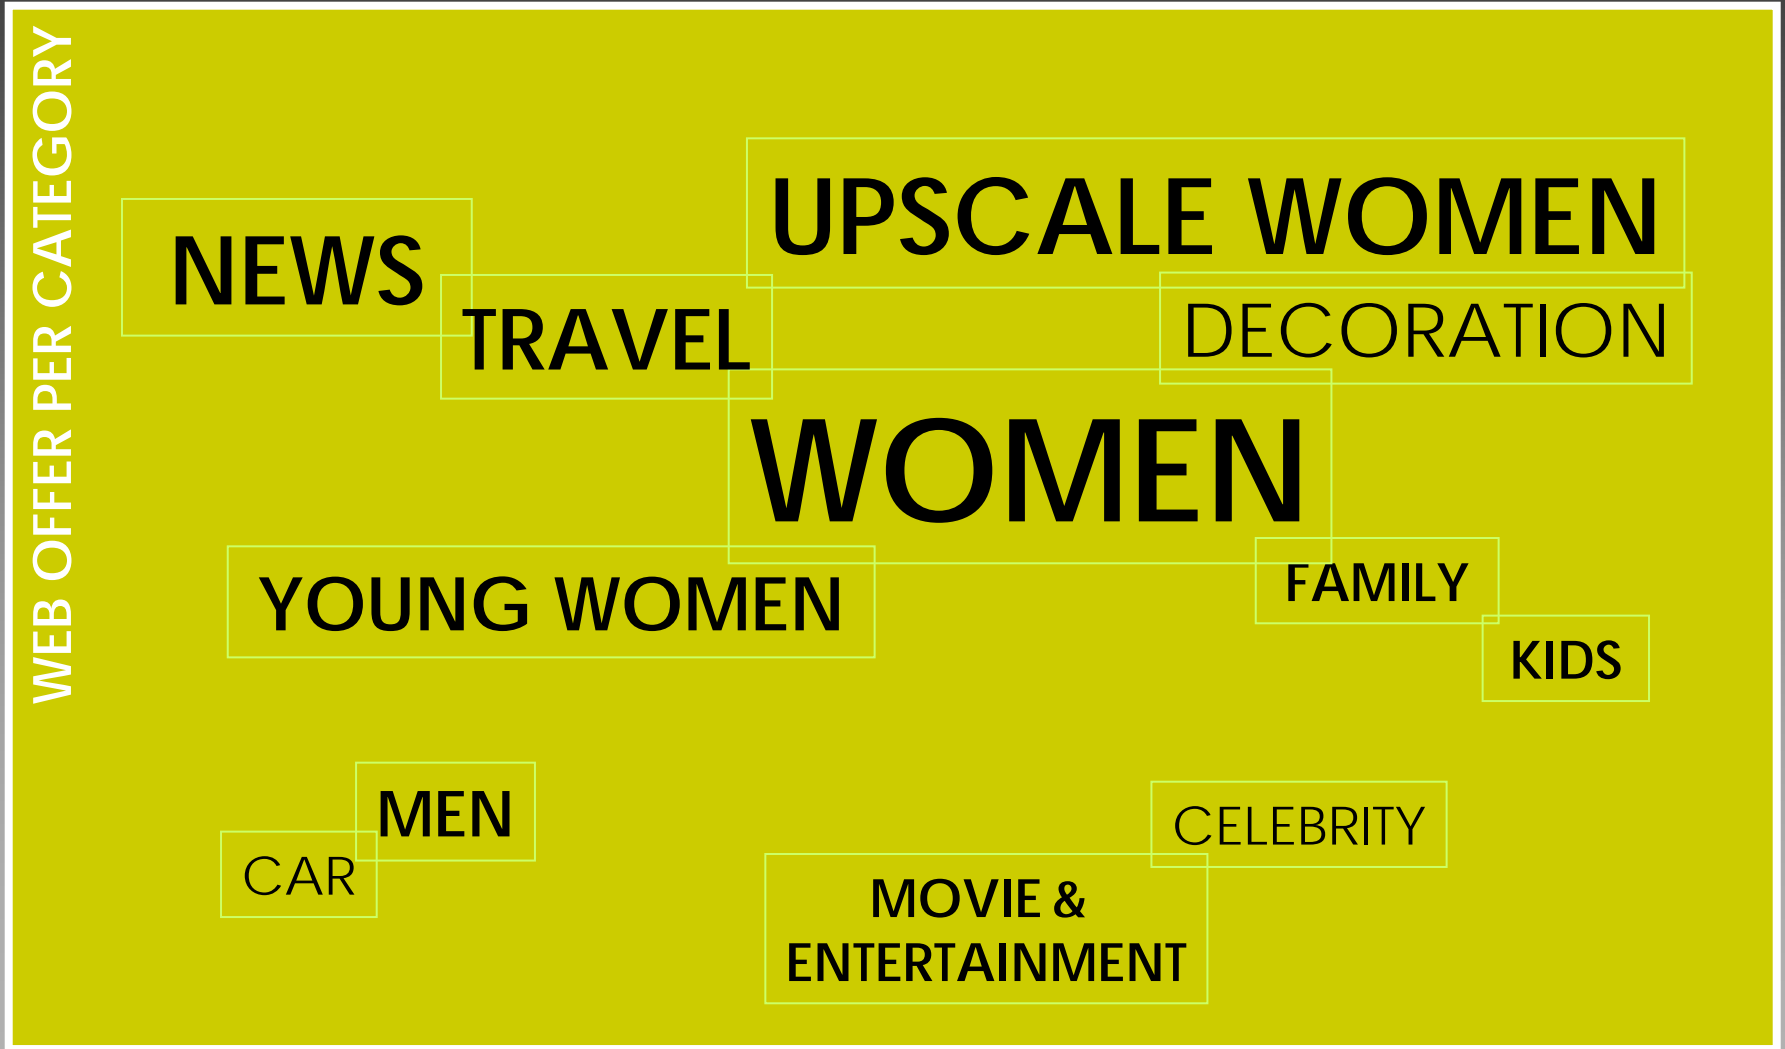 WEB OFFER PER CATEGORY
UPSCALE WOMEN
NEWS
TRAVEL
DECORATION
WOMEN
YOUNG WOMEN
FAMILY
KIDS
MEN
CAR
CELEBRITY
MOVIE &
ENTERTAINMENT